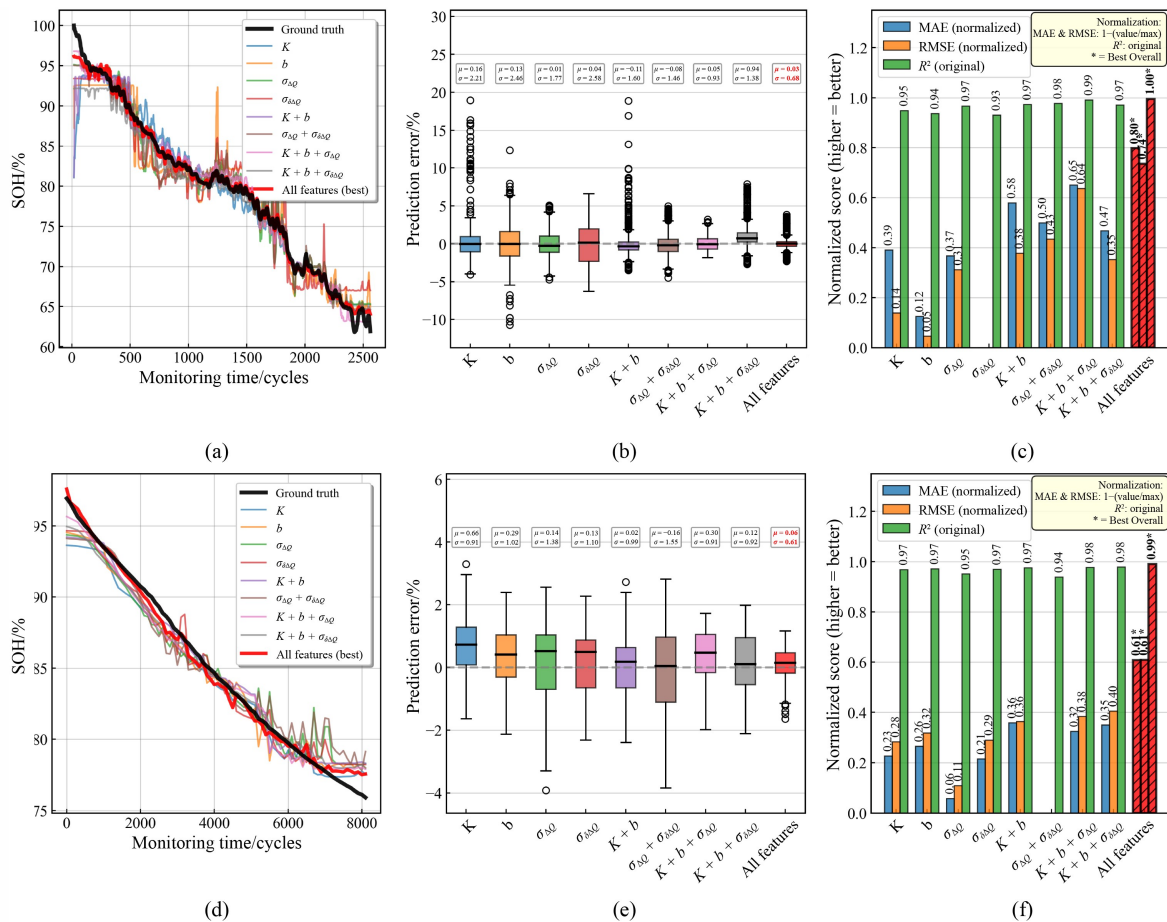 100
95
90
85
80
75
70
65
60
SOH/%
0
500
1000
1500
2000
2500
Monitoring time/cycles
Ground truth
K
b
σΔQ
σδΔQ
K + b
σΔQ + σδΔQ
K + b + σΔQ
K + b + σδΔQ
All features (best)
(a)
30
25
20
15
10
5
0
−5
−10
Prediction error/%
μ = 0.16
σ = 2.21
μ = 0.13
σ = 2.46
μ = 0.01
σ = 1.77
μ = 0.04
σ = 2.58
μ = −0.11
σ = 1.60
μ = −0.08
σ = 1.46
μ = 0.05
σ = 0.93
μ = 0.94
σ = 1.38
μ = 0.03
σ = 0.68
K
b
σΔQ
σδΔQ
K + b
σΔQ + σδΔQ
K + b + σΔQ
K + b + σδΔQ
All features
(b)
1.2
1.0
0.8
0.6
0.4
0.2
0.0
Normalized score (higher = better)
MAE (normalized)
RMSE (normalized)
R² (original)
Normalization:
MAE & RMSE: 1−(value/max)
R²: original
* = Best Overall
0.39
0.14
0.95
0.12
0.05
0.94
0.37
0.31
0.97
0.93
0.58
0.38
0.97
0.50
0.43
0.98
0.65
0.64
0.99
0.47
0.35
0.97
0.80*
0.74*
1.00*
K
b
σΔQ
σδΔQ
K + b
σΔQ + σδΔQ
K + b + σΔQ
K + b + σδΔQ
All features
(c)
95
90
85
80
75
SOH/%
0
2000
4000
6000
8000
Monitoring time/cycles
Ground truth
K
b
σΔQ
σδΔQ
K + b
σΔQ + σδΔQ
K + b + σΔQ
K + b + σδΔQ
All features (best)
(d)
6
4
2
0
−2
−4
Prediction error/%
μ = 0.66
σ = 0.91
μ = 0.29
σ = 1.02
μ = 0.14
σ = 1.38
μ = 0.13
σ = 1.10
μ = 0.02
σ = 0.99
μ = −0.16
σ = 1.55
μ = 0.30
σ = 0.91
μ = 0.12
σ = 0.92
μ = 0.06
σ = 0.61
K
b
σΔQ
σδΔQ
K + b
σΔQ + σδΔQ
K + b + σΔQ
K + b + σδΔQ
All features
(e)
1.2
1.0
0.8
0.6
0.4
0.2
0.0
Normalized score (higher = better)
MAE (normalized)
RMSE (normalized)
R² (original)
Normalization:
MAE & RMSE: 1−(value/max)
R²: original
* = Best Overall
0.23
0.28
0.97
0.26
0.32
0.97
0.06
0.11
0.95
0.21
0.29
0.97
0.36
0.36
0.97
0.94
0.32
0.38
0.98
0.35
0.40
0.98
0.61*
0.61*
0.99*
K
b
σΔQ
σδΔQ
K + b
σΔQ + σδΔQ
K + b + σΔQ
K + b + σδΔQ
All features
(f)